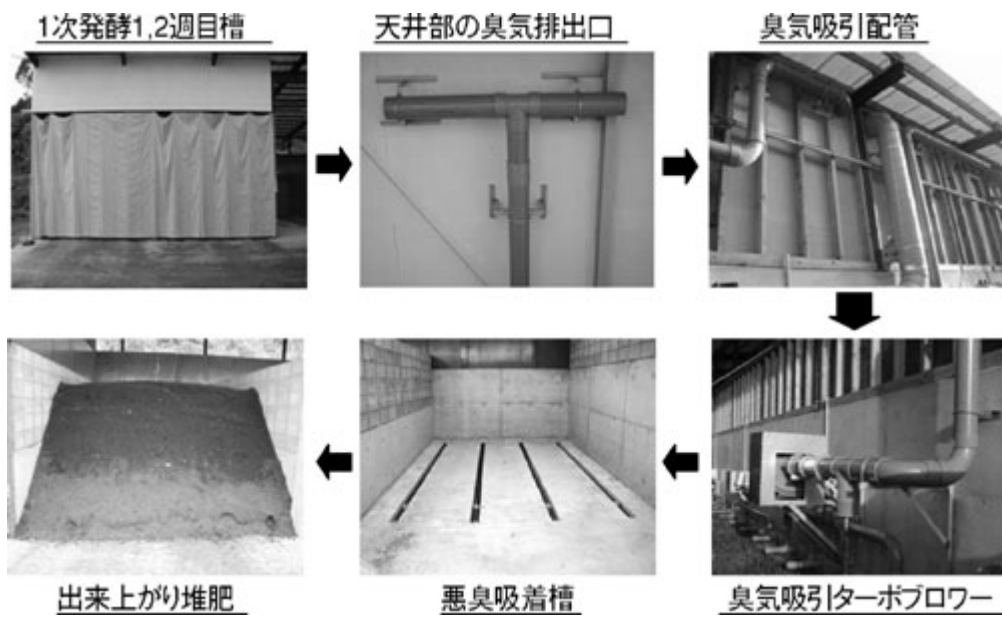 1次発酵1,2週目槽
天井部の臭気排出口
臭気吸引配管
臭気吸引ターボブロワー
悪臭吸着槽
出来上がり堆肥